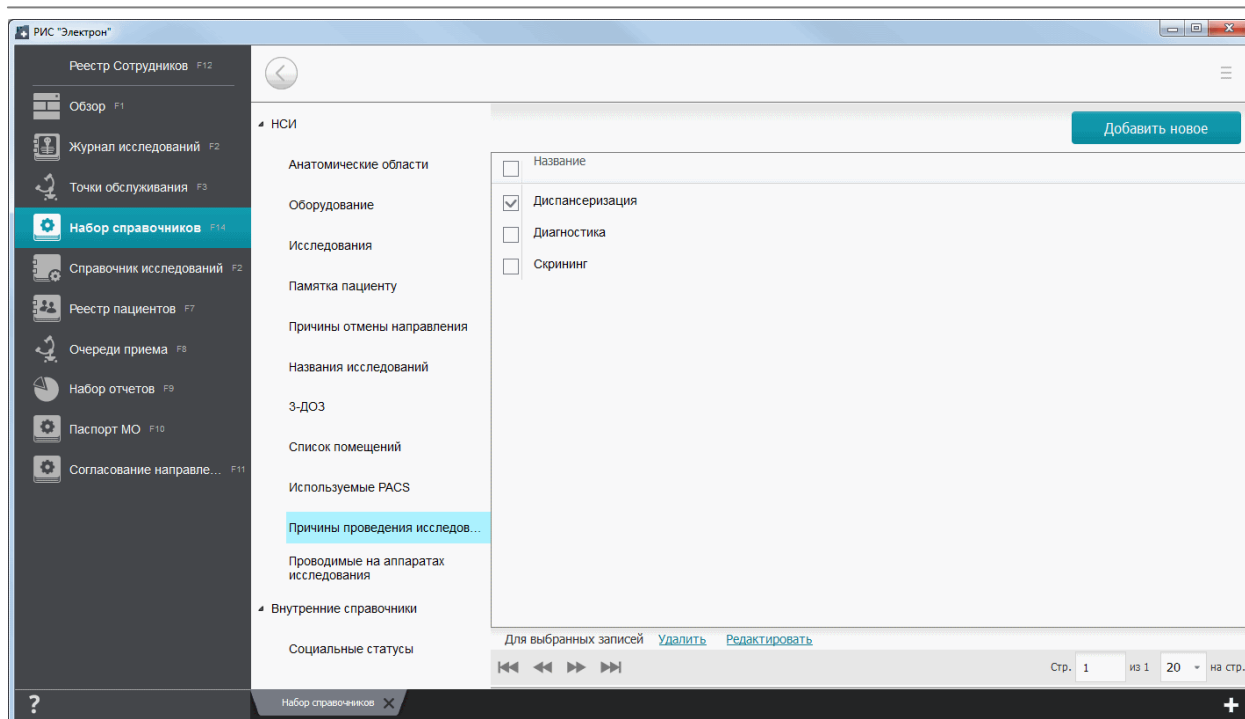 РИС "Электрон"
Реестр Сотрудников F12
Обзор F1
Журнал исследований F2
Точки обслуживания F3
Набор справочников F14
Справочник исследований F2
Реестр пациентов F7
Очереди приема F8
Набор отчетов F9
Паспорт МО F10
Согласование направле... F11
НСИ
Анатомические области
Оборудование
Исследования
Памятка пациенту
Причины отмены направления
Названия исследований
3-ДОЗ
Список помещений
Используемые PACS
Причины проведения исследов...
Проводимые на аппаратах
исследования
Внутренние справочники
Социальные статусы
Добавить новое
Название
Диспансеризация
Диагностика
Скрининг
Для выбранных записей Удалить Редактировать
Стр. 1 из 1 20 на стр.
? Набор справочников